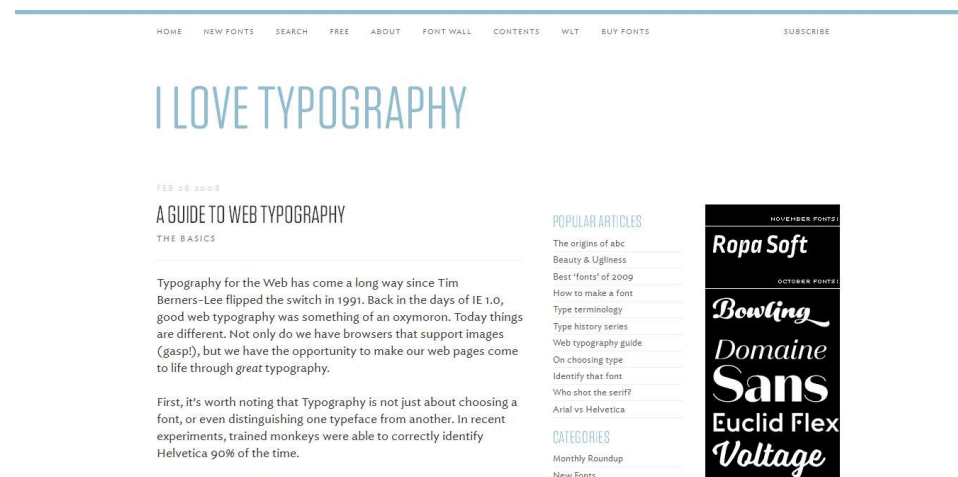 HOME NEW FONTS SEARCH FREE ABOUT FONT WALL CONTENTS WLT BUY FONTS SUBSCRIBE
I LOVE TYPOGRAPHY
FEB 28 2008
A GUIDE TO WEB TYPOGRAPHY
THE BASICS
Typography for the Web has come a long way since Tim
Berners-Lee flipped the switch in 1991. Back in the days of IE 1.0,
good web typography was something of an oxymoron. Today things
are different. Not only do we have browsers that support images
(gasp!), but we have the opportunity to make our web pages come
to life through great typography.
First, it's worth noting that Typography is not just about choosing a
font, or even distinguishing one typeface from another. In recent
experiments, trained monkeys were able to correctly identify
Helvetica 90% of the time.
POPULAR ARTICLES
The origins of abc
Beauty & Ugliness
Best ‘fonts’ of 2009
How to make a font
Type terminology
Type history series
Web typography guide
On choosing type
Identify that font
Who shot the serif?
Arial vs Helvetica
CATEGORIES
Monthly Roundup
New Fonts
NOVEMBER FONTS:
Ropa Soft
OCTOBER FONTS:
Bowling
Domaine
Sans
Euclid Flex
Voltage